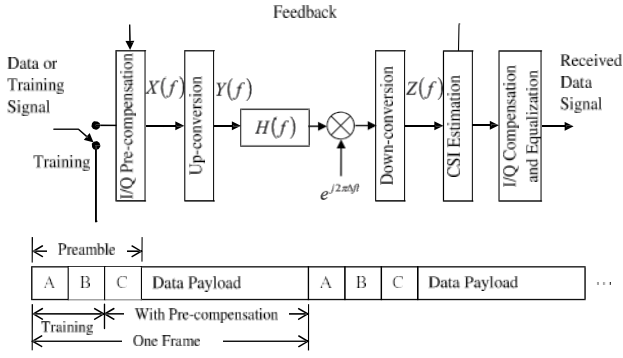 Feedback
Data or
Training
Signal
Training
I/Q Pre-compensation
X(f)
Up-conversion
Y(f)
H(f)
e^{j2πΔft}
Down-conversion
Z(f)
CSI Estimation
I/Q Compensation
and Equalization
Received
Data
Signal
Preamble
A B C Data Payload A B C Data Payload ...
Training
With Pre-compensation
One Frame